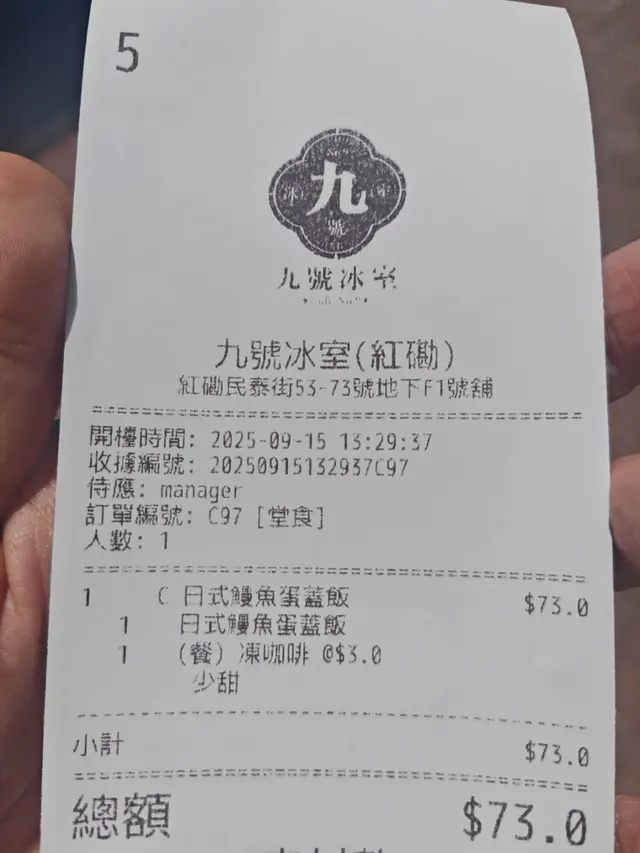 5
九
冰
號
九號冰室
九號冰室(紅磡)
紅磡民泰街53-73號地下F1號舖
開檯時間: 2025-09-15 13:29:37
收據編號: 20250915132937C97
侍應: manager
訂單編號: C97 [堂食]
人數: 1
1 C 日式鰻魚蛋蓋飯 $73.0
1 日式鰻魚蛋蓋飯
1 (餐) 凍咖啡 @$3.0
少甜
小計 $73.0
總額 $73.0